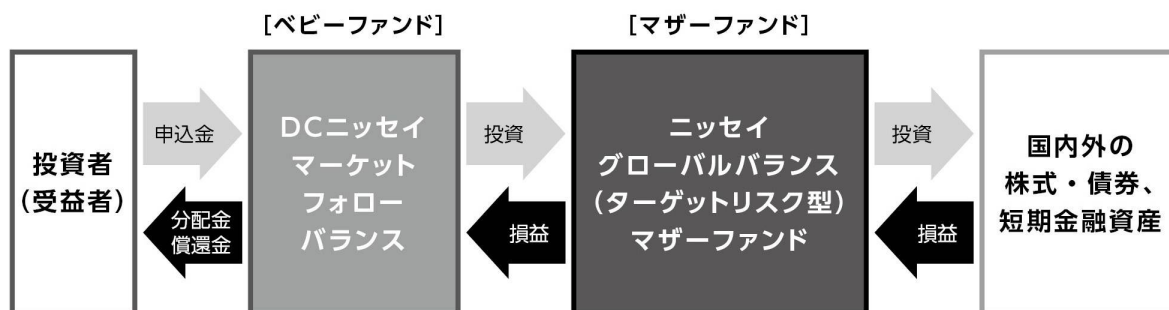 [ベビーファンド]
[マザーファンド]
投資者
(受益者)
申込金
分配金
償還金
DCニッセイ
マーケット
フォロー
バランス
投資
損益
ニッセイ
グローバルバランス
(ターゲットリスク型)
マザーファンド
投資
損益
国内外の
株式・債券、
短期金融資産